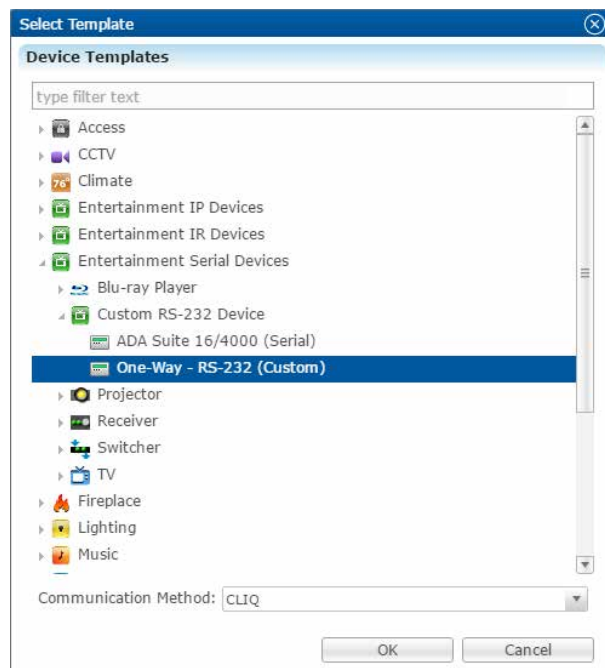 Select Template
Device Templates
type filter text
Access
CCTV
76°
Climate
Entertainment IP Devices
Entertainment IR Devices
Entertainment Serial Devices
Blu-ray Player
Custom RS-232 Device
ADA Suite 16/4000 (Serial)
One-Way - RS-232 (Custom)
Projector
Receiver
Switcher
TV
Fireplace
Lighting
Music
Communication Method: CLIQ
OK Cancel